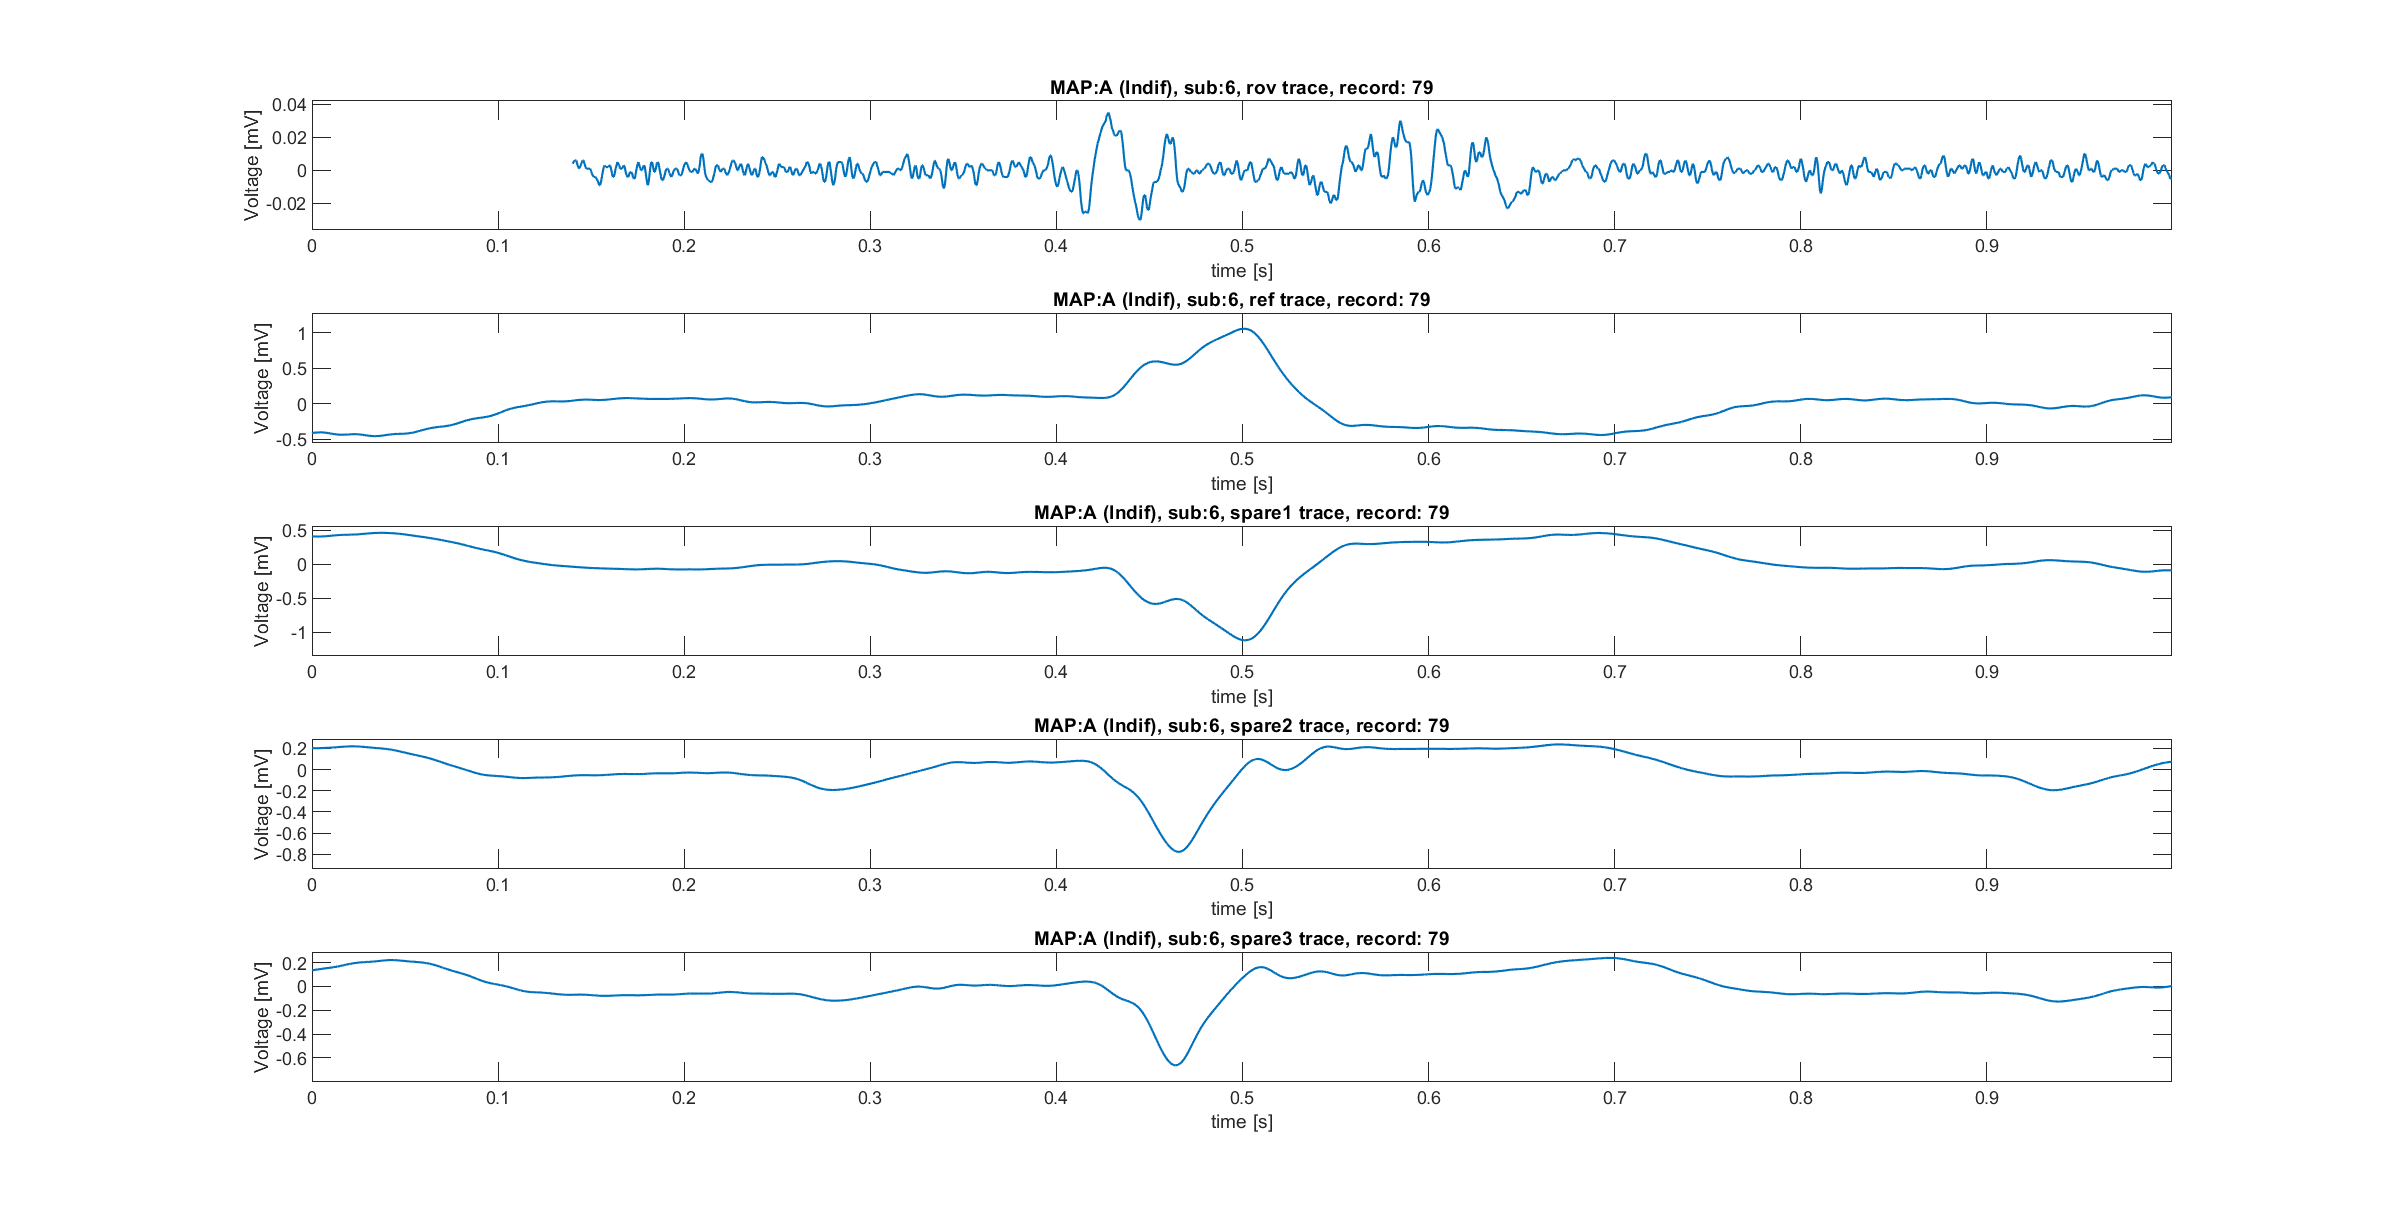 MAP:A (Indif), sub:6, rov trace, record: 79
Voltage [mV]
0.04
0.02
0
-0.02
0 0.1 0.2 0.3 0.4 0.5 0.6 0.7 0.8 0.9
time [s]
MAP:A (Indif), sub:6, ref trace, record: 79
Voltage [mV]
1
0.5
0
-0.5
0 0.1 0.2 0.3 0.4 0.5 0.6 0.7 0.8 0.9
time [s]
MAP:A (Indif), sub:6, spare1 trace, record: 79
Voltage [mV]
0.5
0
-0.5
-1
0 0.1 0.2 0.3 0.4 0.5 0.6 0.7 0.8 0.9
time [s]
MAP:A (Indif), sub:6, spare2 trace, record: 79
Voltage [mV]
0.2
0
-0.2
-0.4
-0.6
-0.8
0 0.1 0.2 0.3 0.4 0.5 0.6 0.7 0.8 0.9
time [s]
MAP:A (Indif), sub:6, spare3 trace, record: 79
Voltage [mV]
0.2
0
-0.2
-0.4
-0.6
0 0.1 0.2 0.3 0.4 0.5 0.6 0.7 0.8 0.9
time [s]